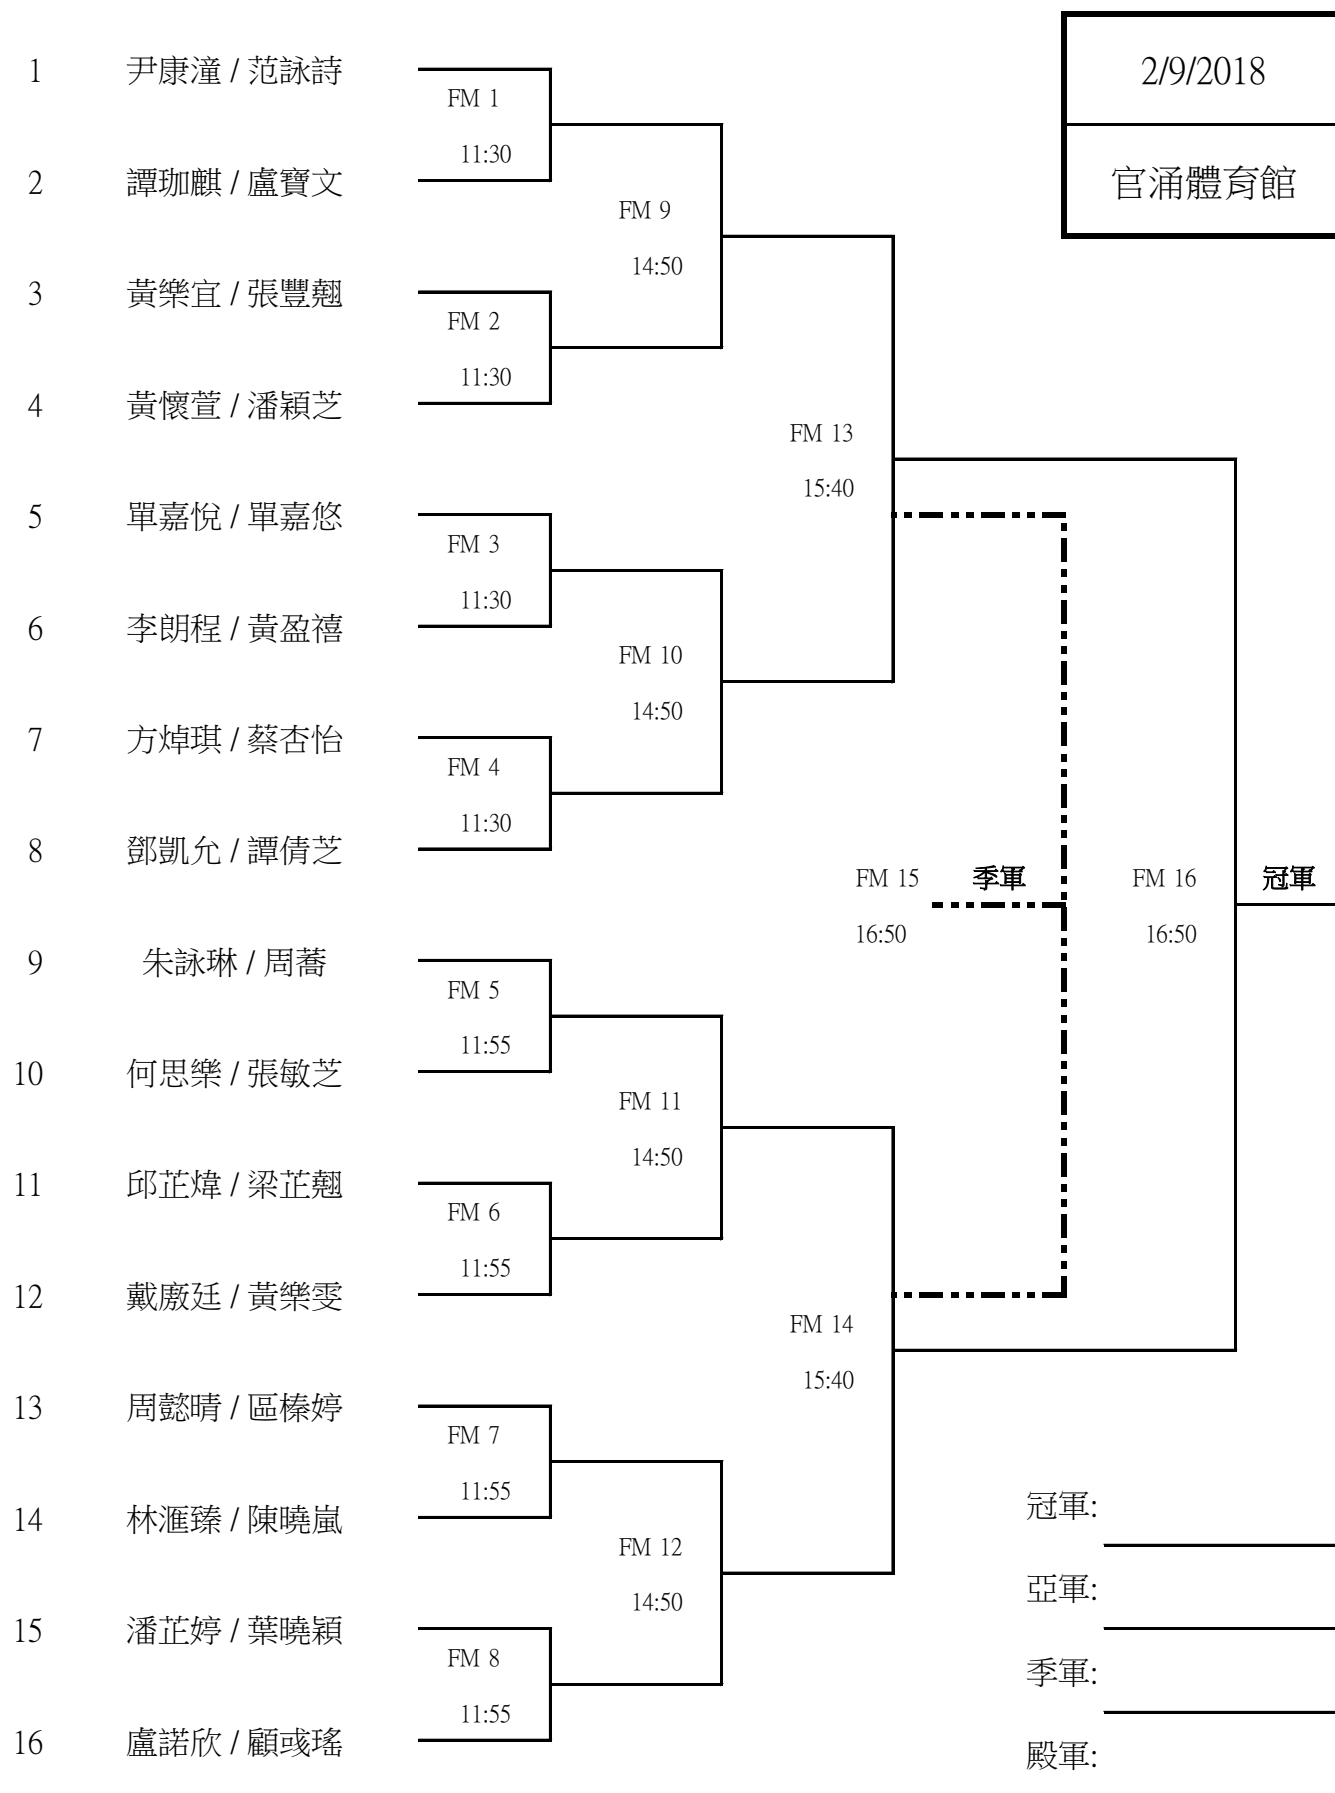 2/9/2018
官涌體育館
1 尹康潼 / 范詠詩
FM 1
11:30
2 譚珈麒 / 盧寶文
FM 9
14:50
3 黃樂宜 / 張豐翹
FM 2
11:30
4 黃懷萱 / 潘穎芝
FM 13
15:40
5 單嘉悅 / 單嘉悠
FM 3
11:30
6 李朗程 / 黃盈禧
FM 10
14:50
7 方焯琪 / 蔡杏怡
FM 4
11:30
8 鄧凱允 / 譚倩芝
FM 15 季軍 FM 16 冠軍
16:50 16:50
9 朱詠琳 / 周蕎
FM 5
11:55
10 何思樂 / 張敏芝
FM 11
14:50
11 邱芷煒 / 梁芷翹
FM 6
11:55
12 戴廒廷 / 黃樂雯
FM 14
15:40
13 周懿晴 / 區榛婷
FM 7
11:55
14 林滙臻 / 陳曉嵐
FM 12
14:50
15 潘芷婷 / 葉曉穎
FM 8
11:55
16 盧諾欣 / 顧彧瑤
冠軍:
亞軍:
季軍:
殿軍: